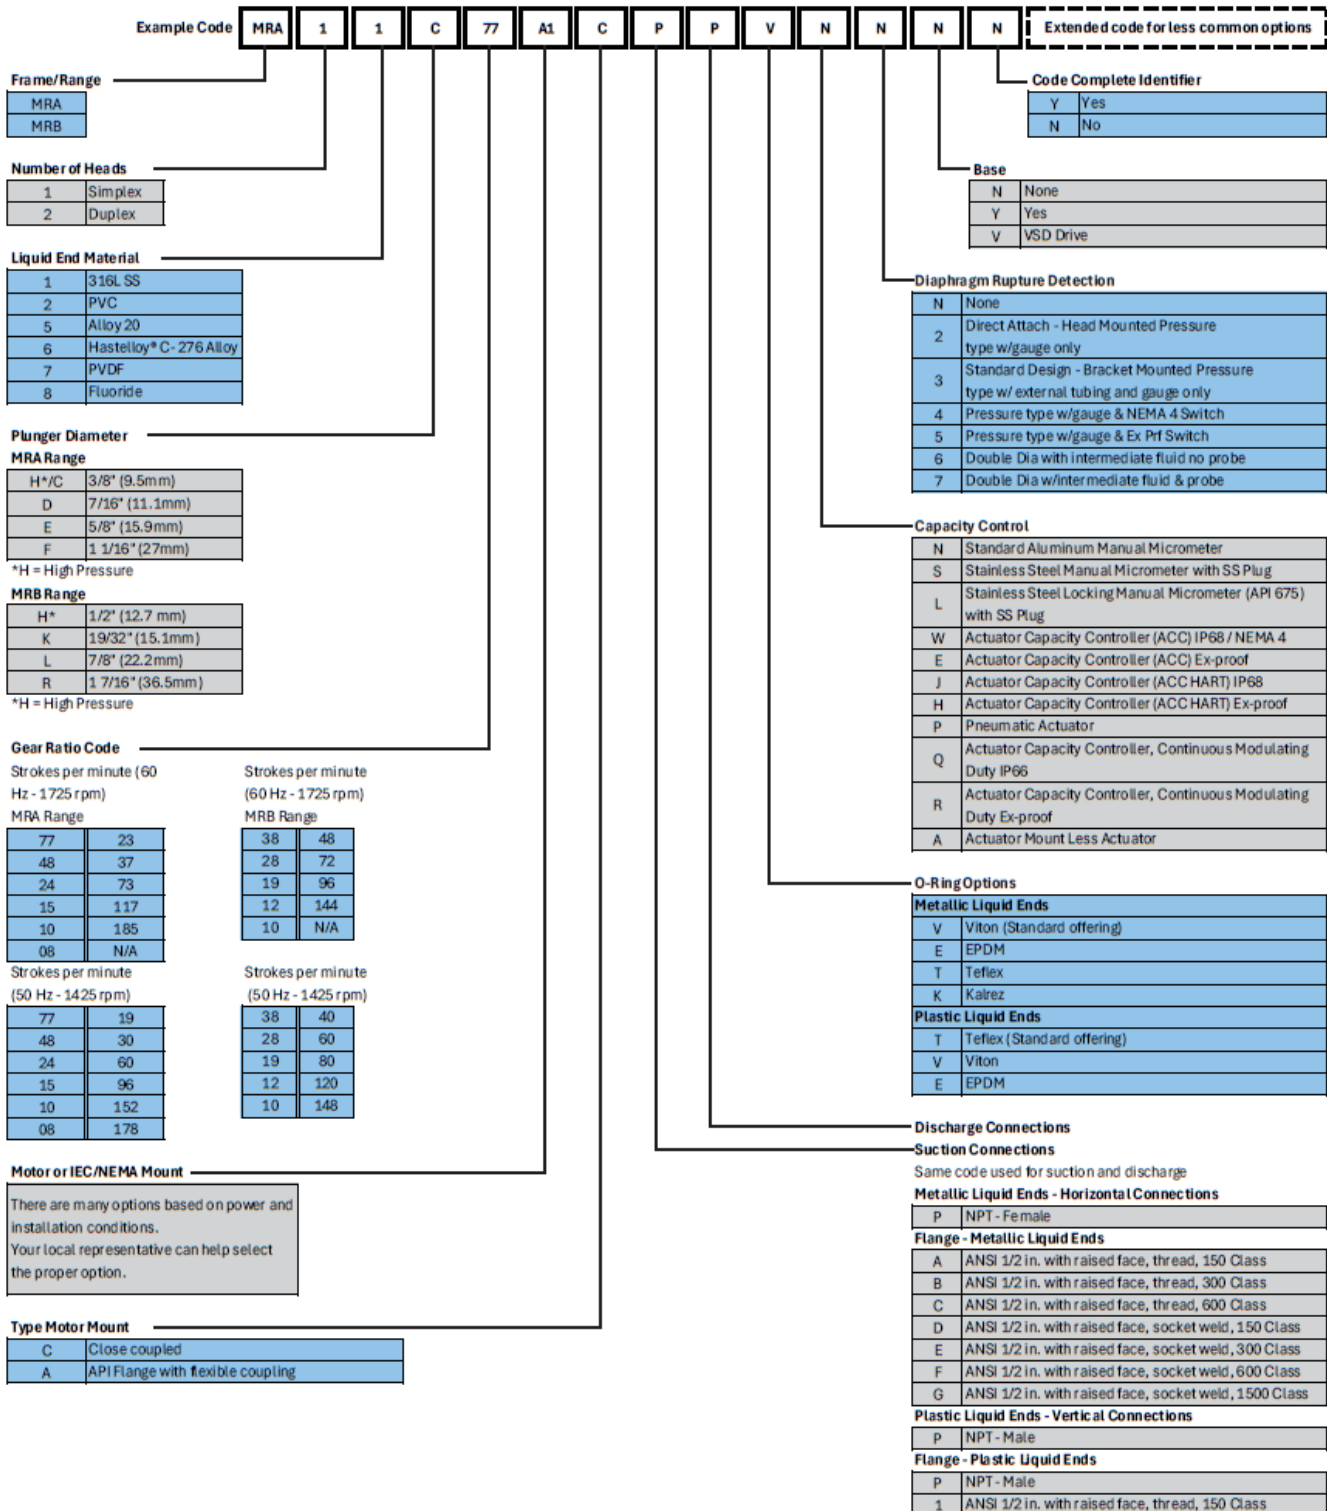 Example Code MRA 1 1 C 77 A1 C P P V N N N N Extended code for less common options
Frame/Range
MRA
MRB
Number of Heads
1 Simplex
2 Duplex
Liquid End Material
1 316L SS
2 PVC
5 Alloy 20
6 Hastelloy® C- 276 Alloy
7 PVDF
8 Fluoride
Plunger Diameter
MRA Range
H*/C 3/8" (9.5mm)
D 7/16" (11.1mm)
E 5/8" (15.9mm)
F 1 1/16" (27mm)
*H = High Pressure
MRB Range
H* 1/2" (12.7 mm)
K 19/32" (15.1mm)
L 7/8" (22.2mm)
R 1 7/16" (36.5mm)
*H = High Pressure
Gear Ratio Code
Strokes per minute (60
Hz - 1725 rpm)
MRA Range
77 23
48 37
24 73
15 117
10 185
08 N/A
Strokes per minute
(60 Hz - 1725 rpm)
MRB Range
38 48
28 72
19 96
12 144
10 N/A
Strokes per minute
(50 Hz - 1425 rpm)
77 19
48 30
24 60
15 96
10 152
08 178
Strokes per minute
(50 Hz - 1425 rpm)
38 40
28 60
19 80
12 120
10 148
Motor or IEC/NEMA Mount
There are many options based on power and
installation conditions.
Your local representative can help select
the proper option.
Type Motor Mount
C Close coupled
A API Flange with flexible coupling
Code Complete Identifier
Y Yes
N No
Base
N None
Y Yes
V VSD Drive
Diaphragm Rupture Detection
N None
2 Direct Attach - Head Mounted Pressure
type w/gauge only
3 Standard Design - Bracket Mounted Pressure
type w/ external tubing and gauge only
4 Pressure type w/gauge & NEMA 4 Switch
5 Pressure type w/gauge & Ex Prf Switch
6 Double Dia with intermediate fluid no probe
7 Double Dia w/intermediate fluid & probe
Capacity Control
N Standard Aluminum Manual Micrometer
S Stainless Steel Manual Micrometer with SS Plug
L Stainless Steel Locking Manual Micrometer (API 675)
with SS Plug
W Actuator Capacity Controller (ACC) IP68 / NEMA 4
E Actuator Capacity Controller (ACC) Ex-proof
J Actuator Capacity Controller (ACC HART) IP68
H Actuator Capacity Controller (ACC HART) Ex-proof
P Pneumatic Actuator
Q Actuator Capacity Controller, Continuous Modulating
Duty IP66
R Actuator Capacity Controller, Continuous Modulating
Duty Ex-proof
A Actuator Mount Less Actuator
O-Ring Options
Metallic Liquid Ends
V Viton (Standard offering)
E EPDM
T Teflex
K Kalrez
Plastic Liquid Ends
T Teflex (Standard offering)
V Viton
E EPDM
Discharge Connections
Suction Connections
Same code used for suction and discharge
Metallic Liquid Ends - Horizontal Connections
P NPT - Female
Flange - Metallic Liquid Ends
A ANSI 1/2 in. with raised face, thread, 150 Class
B ANSI 1/2 in. with raised face, thread, 300 Class
C ANSI 1/2 in. with raised face, thread, 600 Class
D ANSI 1/2 in. with raised face, socket weld, 150 Class
E ANSI 1/2 in. with raised face, socket weld, 300 Class
F ANSI 1/2 in. with raised face, socket weld, 600 Class
G ANSI 1/2 in. with raised face, socket weld, 1500 Class
Plastic Liquid Ends - Vertical Connections
P NPT - Male
Flange - Plastic Liquid Ends
P NPT - Male
1 ANSI 1/2 in. with raised face, thread, 150 Class